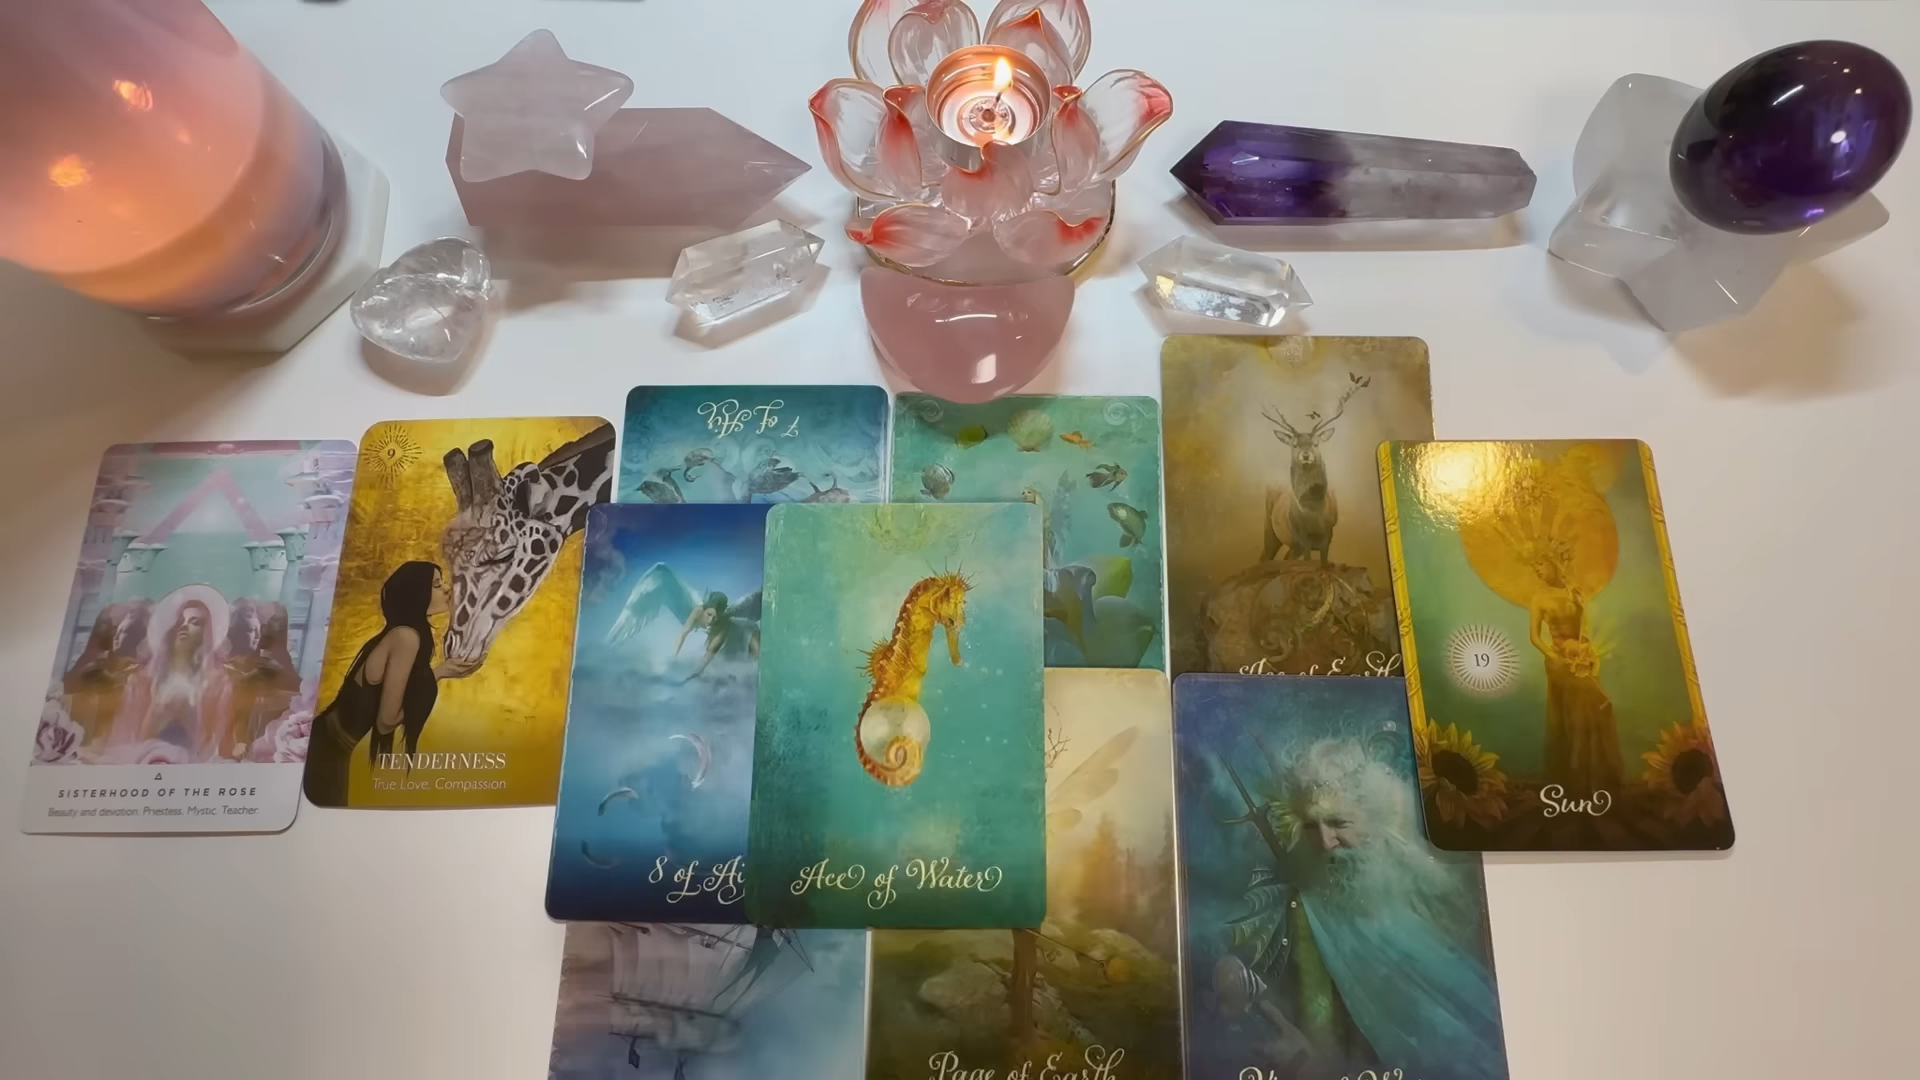 SISTERHOOD OF THE ROSE
Beauty and devotion. Priestess. Mystic. Teacher.
9
TENDERNESS
True Love, Compassion
7 of Air
8 of Ai
Ace of Water
Ace of Earth
19
Sun
Page of Earth